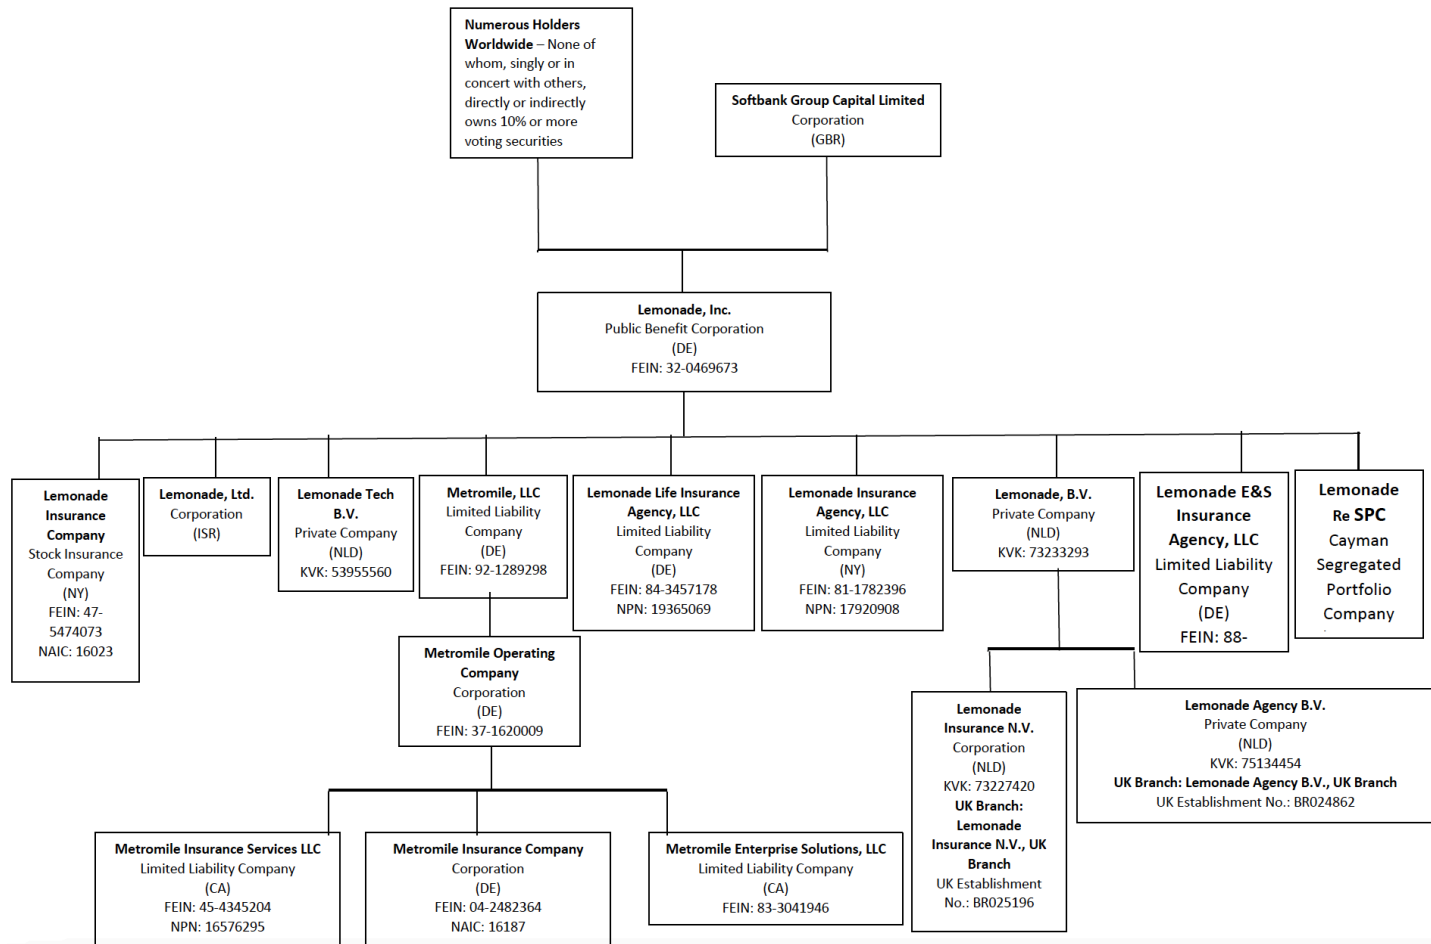 Numerous Holders
Worldwide – None of
whom, singly or in
concert with others,
directly or indirectly
owns 10% or more
voting securities
Softbank Group Capital Limited
Corporation
(GBR)
Lemonade, Inc.
Public Benefit Corporation
(DE)
FEIN: 32-0469673
Lemonade
Insurance
Company
Stock Insurance
Company
(NY)
FEIN: 47-
5474073
NAIC: 16023
Lemonade, Ltd.
Corporation
(ISR)
Lemonade Tech
B.V.
Private Company
(NLD)
KVK: 53955560
Metromile, LLC
Limited Liability
Company
(DE)
FEIN: 92-1289298
Lemonade Life Insurance
Agency, LLC
Limited Liability
Company
(DE)
FEIN: 84-3457178
NPN: 19365069
Lemonade Insurance
Agency, LLC
Limited Liability
Company
(NY)
FEIN: 81-1782396
NPN: 17920908
Lemonade, B.V.
Private Company
(NLD)
KVK: 73233293
Lemonade E&S
Insurance
Agency, LLC
Limited Liability
Company
(DE)
FEIN: 88-
Lemonade
Re SPC
Cayman
Segregated
Portfolio
Company
Metromile Operating
Company
Corporation
(DE)
FEIN: 37-1620009
Lemonade
Insurance N.V.
Corporation
(NLD)
KVK: 73227420
UK Branch:
Lemonade
Insurance N.V., UK
Branch
UK Establishment
No.: BR025196
Lemonade Agency B.V.
Private Company
(NLD)
KVK: 75134454
UK Branch: Lemonade Agency B.V., UK Branch
UK Establishment No.: BR024862
Metromile Insurance Services LLC
Limited Liability Company
(CA)
FEIN: 45-4345204
NPN: 16576295
Metromile Insurance Company
Corporation
(DE)
FEIN: 04-2482364
NAIC: 16187
Metromile Enterprise Solutions, LLC
Limited Liability Company
(CA)
FEIN: 83-3041946